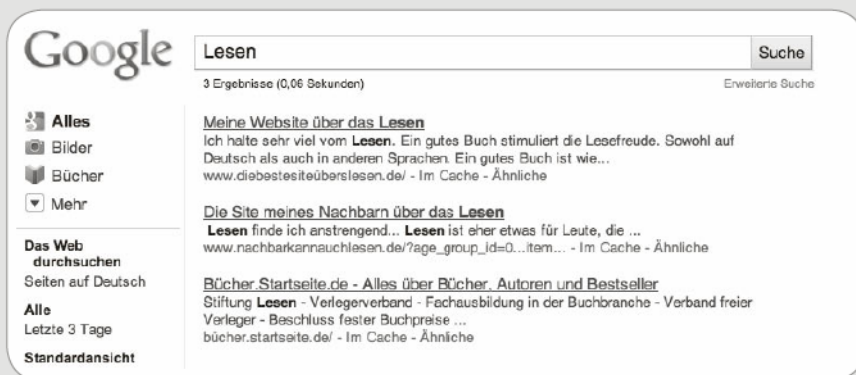 Google
Lesen
Suche
3 Ergebnisse (0,06 Sekunden)
Erweiterte Suche
Alles
Bilder
Bücher
Mehr
Das Web
durchsuchen
Seiten auf Deutsch
Alle
Letzte 3 Tage
Standardansicht
Meine Website über das Lesen
Ich halte sehr viel vom Lesen. Ein gutes Buch stimuliert die Lesefreude. Sowohl auf
Deutsch als auch in anderen Sprachen. Ein gutes Buch ist wie...
www.diebestesiteüberslesen.de/ - Im Cache - Ähnliche
Die Site meines Nachbarn über das Lesen
Lesen finde ich anstrengend... Lesen ist eher etwas für Leute, die ...
www.nachbarkannauchlesen.de/?age_group_id=0...item... - Im Cache - Ähnliche
Bücher.Startseite.de - Alles über Bücher, Autoren und Bestseller
Stiftung Lesen - Verlegerverband - Fachausbildung in der Buchbranche - Verband freier
Verleger - Beschluss fester Buchpreise ...
bücher.startseite.de/ - Im Cache - Ähnliche